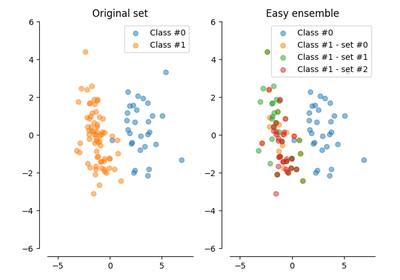 Original set
Class #0
Class #1
6
4
2
0
−2
−4
−6
−5
0
5
Easy ensemble
Class #0
Class #1 - set #0
Class #1 - set #1
Class #1 - set #2
6
4
2
0
−2
−4
−6
−5
0
5